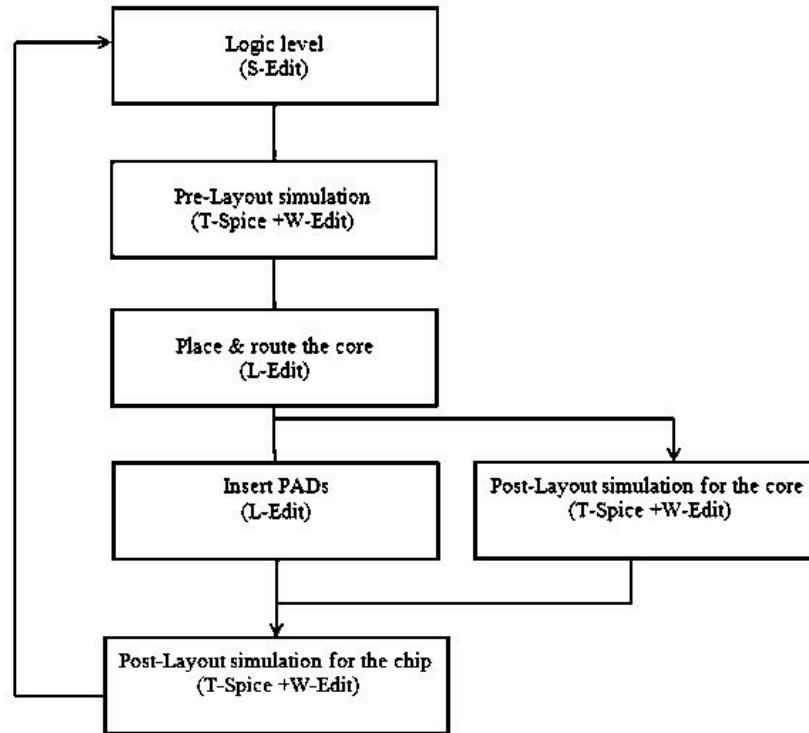 Logic level
(S-Edit)
Pre-Layout simulation
(T-Spice +W-Edit)
Place & route the core
(L-Edit)
Insert PADs
(L-Edit)
Post-Layout simulation for the core
(T-Spice +W-Edit)
Post-Layout simulation for the chip
(T-Spice +W-Edit)